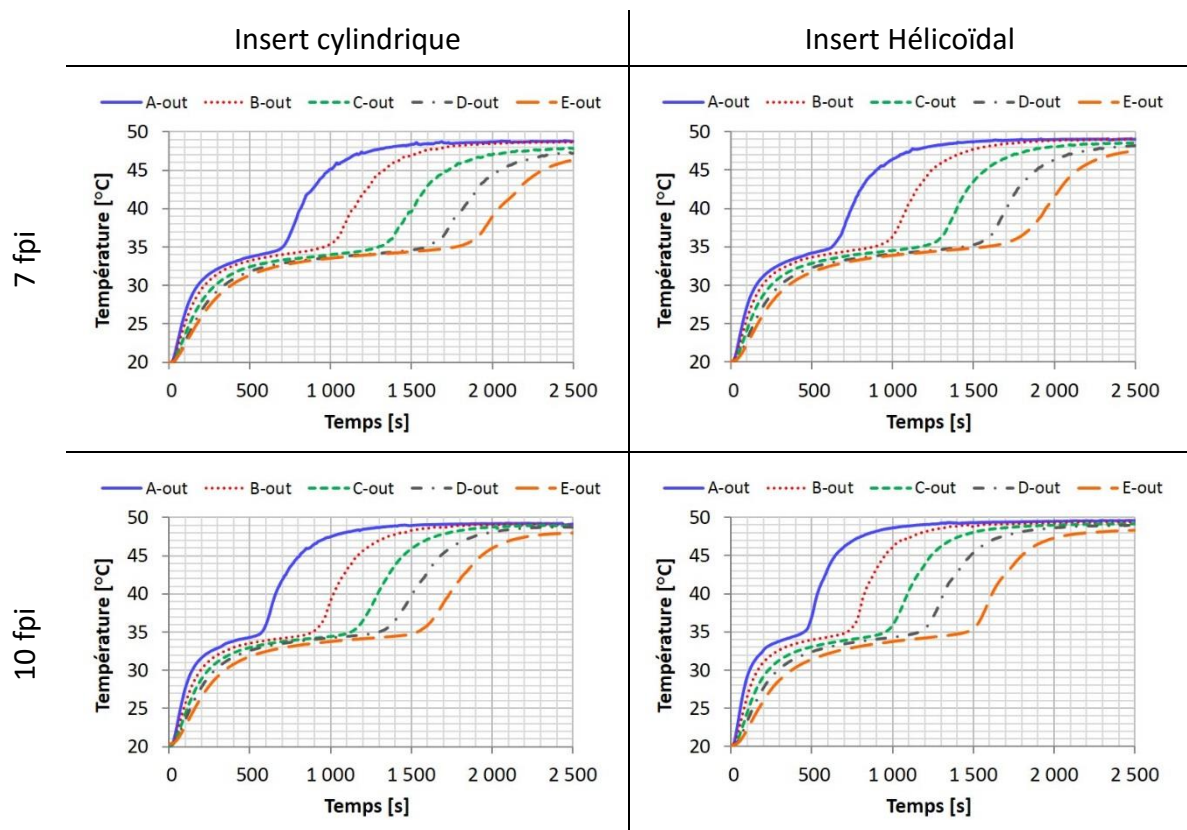 Insert cylindrique
Insert Hélicoïdal
7 fpi
A-out B-out C-out D-out E-out
50
45
40
35
30
25
20
Température [°C]
0 500 1 000 1 500 2 000 2 500
Temps [s]
A-out B-out C-out D-out E-out
50
45
40
35
30
25
20
Température [°C]
0 500 1 000 1 500 2 000 2 500
Temps [s]
10 fpi
A-out B-out C-out D-out E-out
50
45
40
35
30
25
20
Température [°C]
0 500 1 000 1 500 2 000 2 500
Temps [s]
A-out B-out C-out D-out E-out
50
45
40
35
30
25
20
Température [°C]
0 500 1 000 1 500 2 000 2 500
Temps [s]